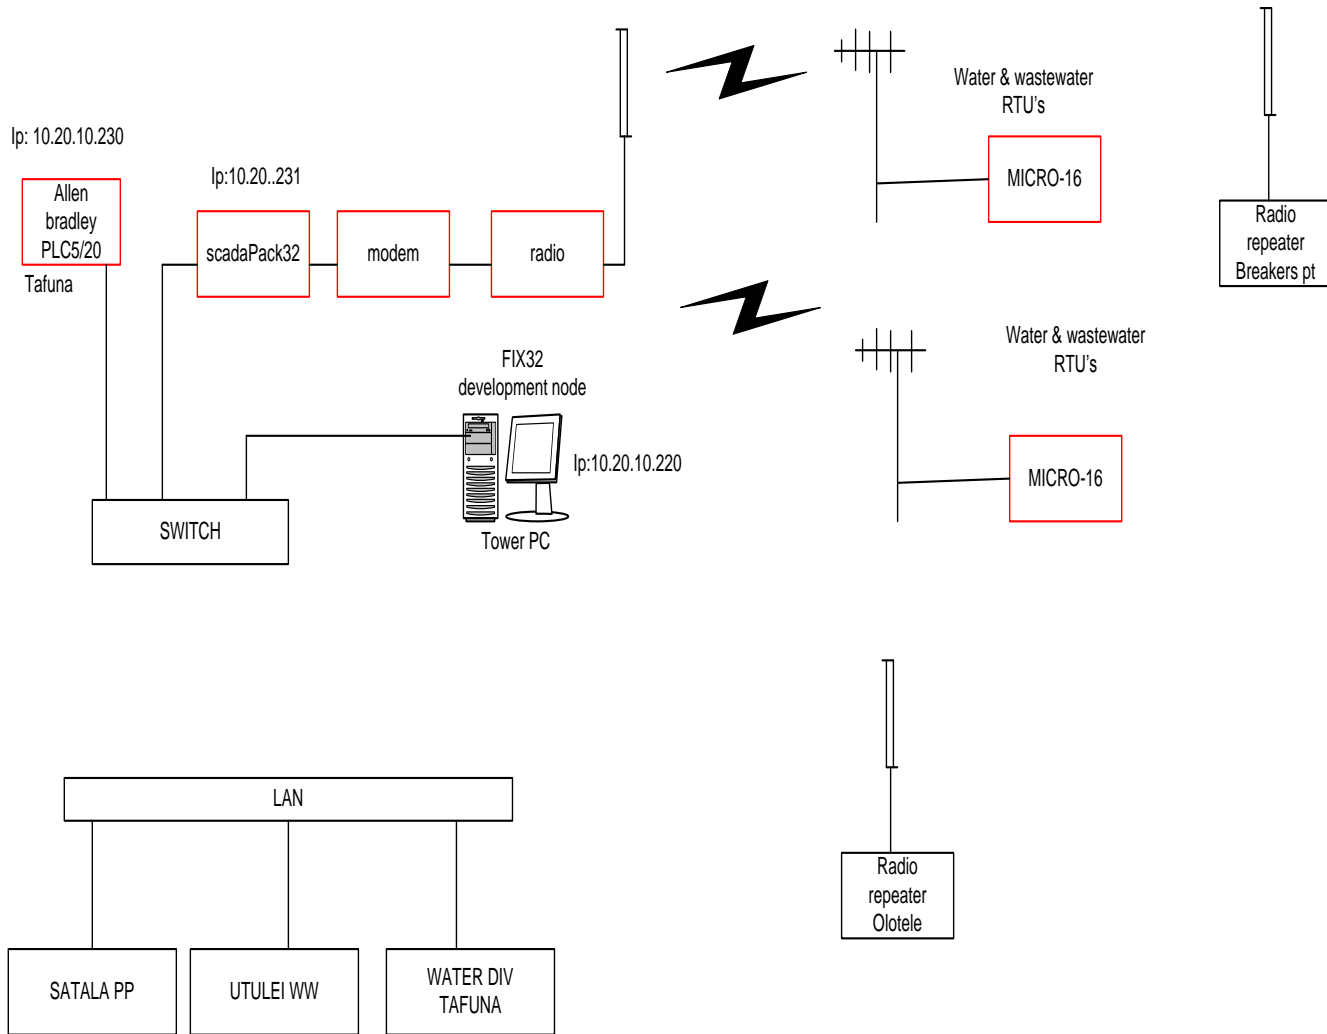 Ip: 10.20.10.230
Allen
bradley
PLC5/20
Tafuna
Ip:10.20..231
scadaPack32
modem
radio
Water & wastewater
RTU's
MICRO-16
Radio
repeater
Breakers pt
FIX32
development node
Ip:10.20.10.220
Tower PC
SWITCH
Water & wastewater
RTU's
MICRO-16
LAN
SATALA PP
UTULEI WW
WATER DIV
TAFUNA
Radio
repeater
Olotele